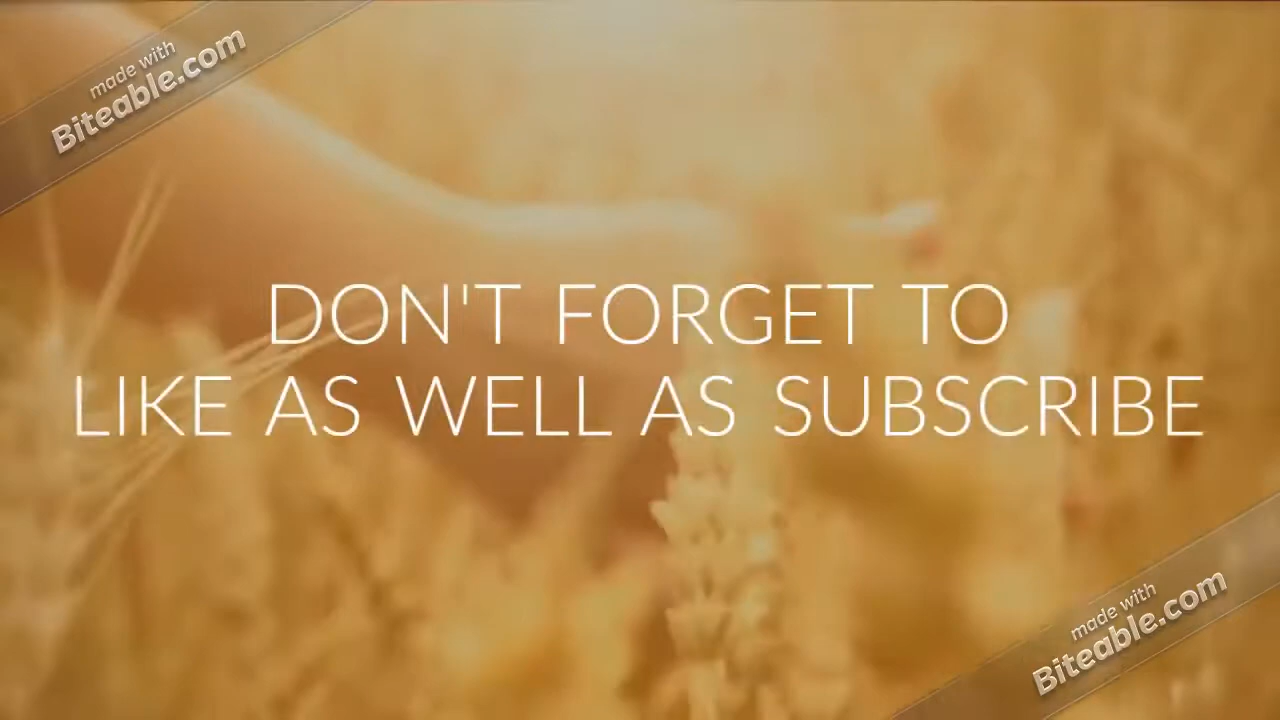 made with
Biteable.com
DON'T FORGET TO
LIKE AS WELL AS SUBSCRIBE
made with
Biteable.com